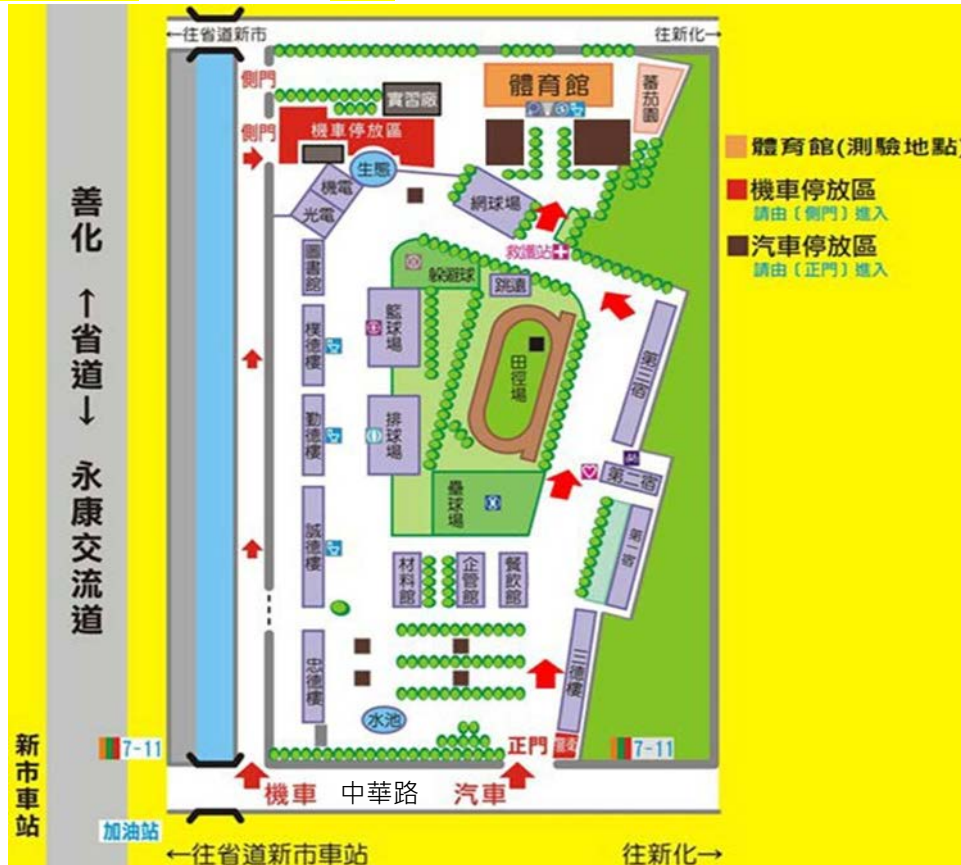 ←往省道新市
往新化→
側門
體育館
蕃茄園
實習廠
側門
機車停放區
體育館(測驗地點)
機車停放區
請由〔側門〕進入
汽車停放區
請由〔正門〕進入
生態
機電
光電
網球場
救護站
圖書館
躲避球
跳遠
籃球場
樸德樓
田徑場
第三宿
勤德樓
排球場
第二宿
壘球場
誠德樓
第一宿
材料館
企管館
餐飲館
三德樓
忠德樓
水池
正門
善化 ↑省道↓ 永康交流道
新市車站
7-11
7-11
機車
中華路
汽車
加油站
←往省道新市車站
往新化→